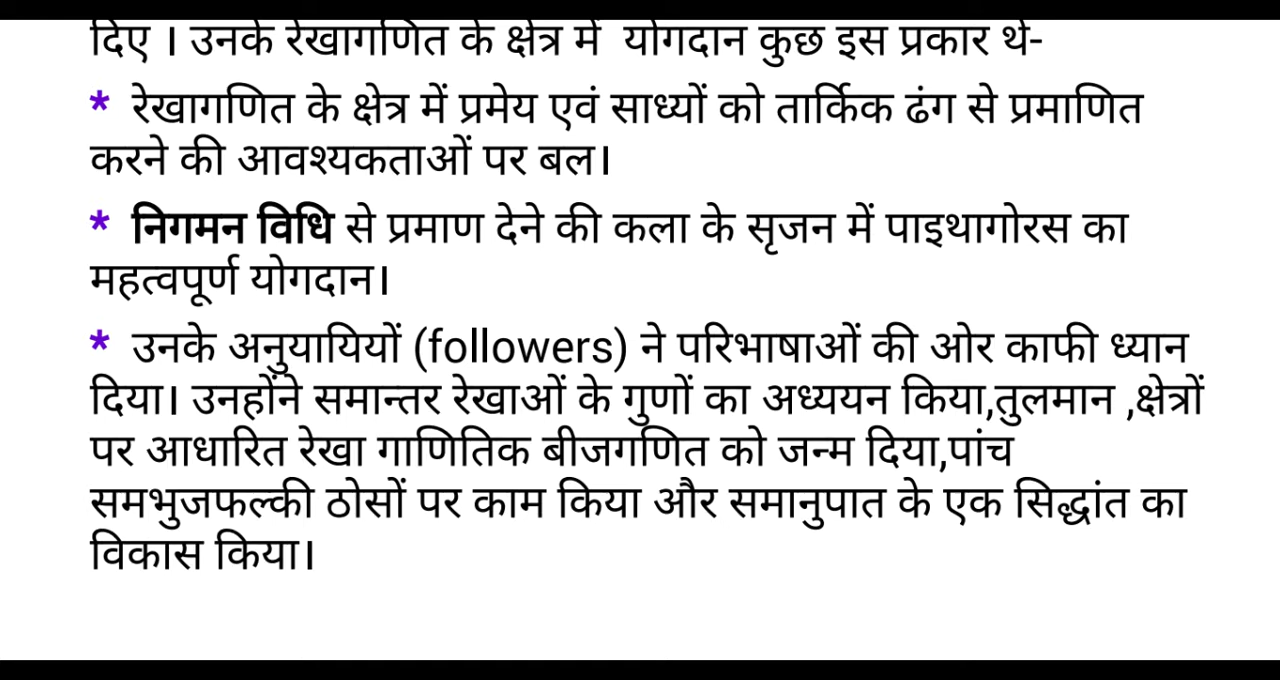 दिए । उनके रेखागणित के क्षेत्र में योगदान कुछ इस प्रकार थे-
* रेखागणित के क्षेत्र में प्रमेय एवं साध्यों को तार्किक ढंग से प्रमाणित
करने की आवश्यकताओं पर बल।
* निगमन विधि से प्रमाण देने की कला के सृजन में पाइथागोरस का
महत्वपूर्ण योगदान।
* उनके अनुयायियों (followers) ने परिभाषाओं की ओर काफी ध्यान
दिया। उनहोंने समान्तर रेखाओं के गुणों का अध्ययन किया,तुलमान ,क्षेत्रों
पर आधारित रेखा गाणितिक बीजगणित को जन्म दिया,पांच
समभुजफल्की ठोसों पर काम किया और समानुपात के एक सिद्धांत का
विकास किया।